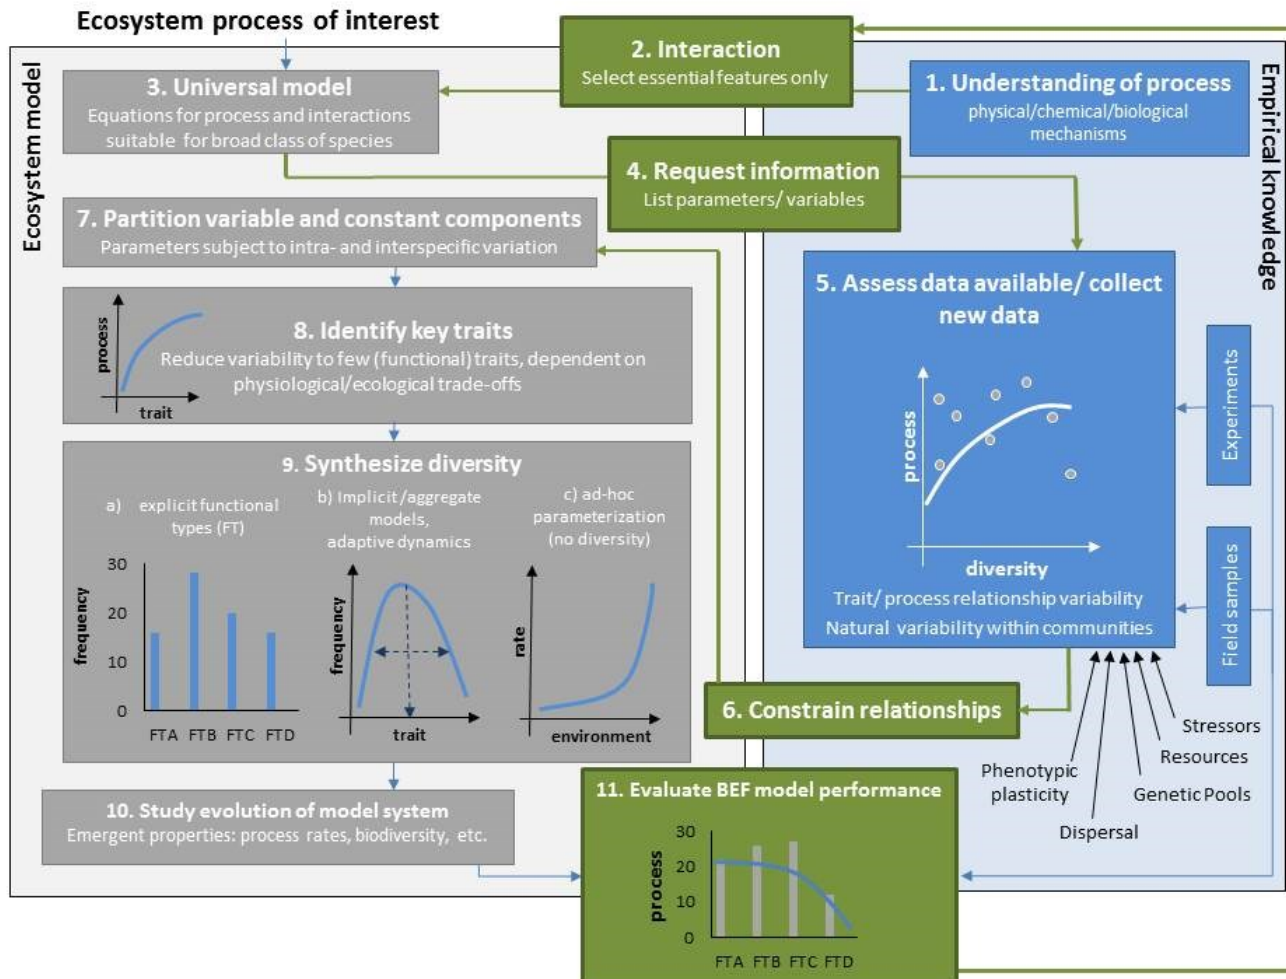 Ecosystem process of interest
Ecosystem model
Empirical knowledge
2. Interaction
Select essential features only
3. Universal model
Equations for process and interactions
suitable for broad class of species
1. Understanding of process
physical/chemical/biological
mechanisms
4. Request information
List parameters/ variables
7. Partition variable and constant components
Parameters subject to intra- and interspecific variation
5. Assess data available/ collect
new data
process
diversity
Trait/ process relationship variability
Natural variability within communities
Experiments
Field samples
8. Identify key traits
Reduce variability to few (functional) traits, dependent on
physiological/ecological trade-offs
process
trait
9. Synthesize diversity
a) explicit functional
types (FT)
b) Implicit/aggregate
models,
adaptive dynamics
c) ad-hoc
parameterization
(no diversity)
frequency
30
20
10
0
FTA FTB FTC FTD
frequency
trait
rate
environment
6. Constrain relationships
Stressors
Resources
Phenotypic
plasticity
Genetic Pools
Dispersal
10. Study evolution of model system
Emergent properties: process rates, biodiversity, etc.
11. Evaluate BEF model performance
process
30
20
10
0
FTA FTB FTC FTD